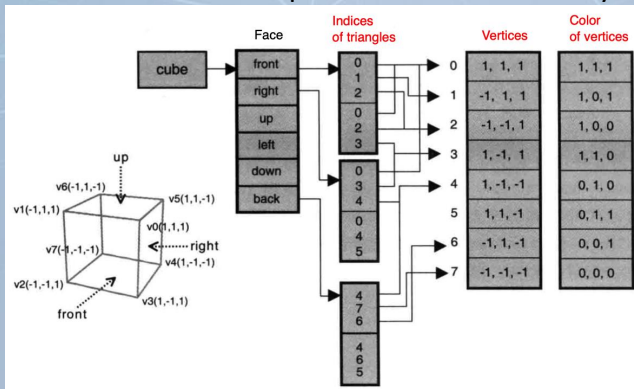 Indices
of triangles
Face
Vertices
Color
of vertices
cube
front
right
up
left
down
back
0
1
2
0
2
3
0
3
4
0
4
5
4
7
6
4
6
5
0 1, 1, 1 1, 1, 1
1 -1, 1, 1 1, 0, 1
2 -1, -1, 1 1, 0, 0
3 1, -1, 1 1, 1, 0
4 1, -1, -1 0, 1, 0
5 1, 1, -1 0, 1, 1
6 -1, 1, -1 0, 0, 1
7 -1, -1, -1 0, 0, 0
up
v6(-1,1,-1)
v5(1,1,-1)
v1(-1,1,1)
v0(1,1,1)
v7(-1,-1,-1)
right
v4(1,-1,-1)
v2(-1,-1,1)
v3(1,-1,1)
front